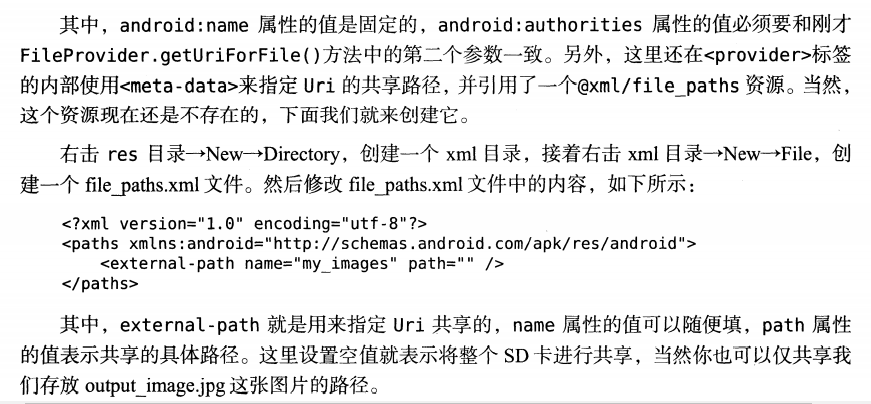 其中，android:name 属性的值是固定的，android:authorities 属性的值必须要和刚才
FileProvider.getUriForFile()方法中的第二个参数一致。另外，这里还在<provider>标签
的内部使用<meta-data>来指定 Uri 的共享路径，并引用了一个@xml/file_paths 资源。当然，
这个资源现在还是不存在的，下面我们就来创建它。
右击 res 目录→New→Directory，创建一个 xml 目录，接着右击 xml 目录→New→File，创
建一个 file_paths.xml 文件。然后修改 file_paths.xml 文件中的内容，如下所示：
<?xml version="1.0" encoding="utf-8"?>
<paths xmlns:android="http://schemas.android.com/apk/res/android">
    <external-path name="my_images" path="" />
</paths>
其中，external-path 就是用来指定 Uri 共享的，name 属性的值可以随便填，path 属性
的值表示共享的具体路径。这里设置空值就表示将整个 SD 卡进行共享，当然你也可以仅共享我
们存放 output_image.jpg 这张图片的路径。